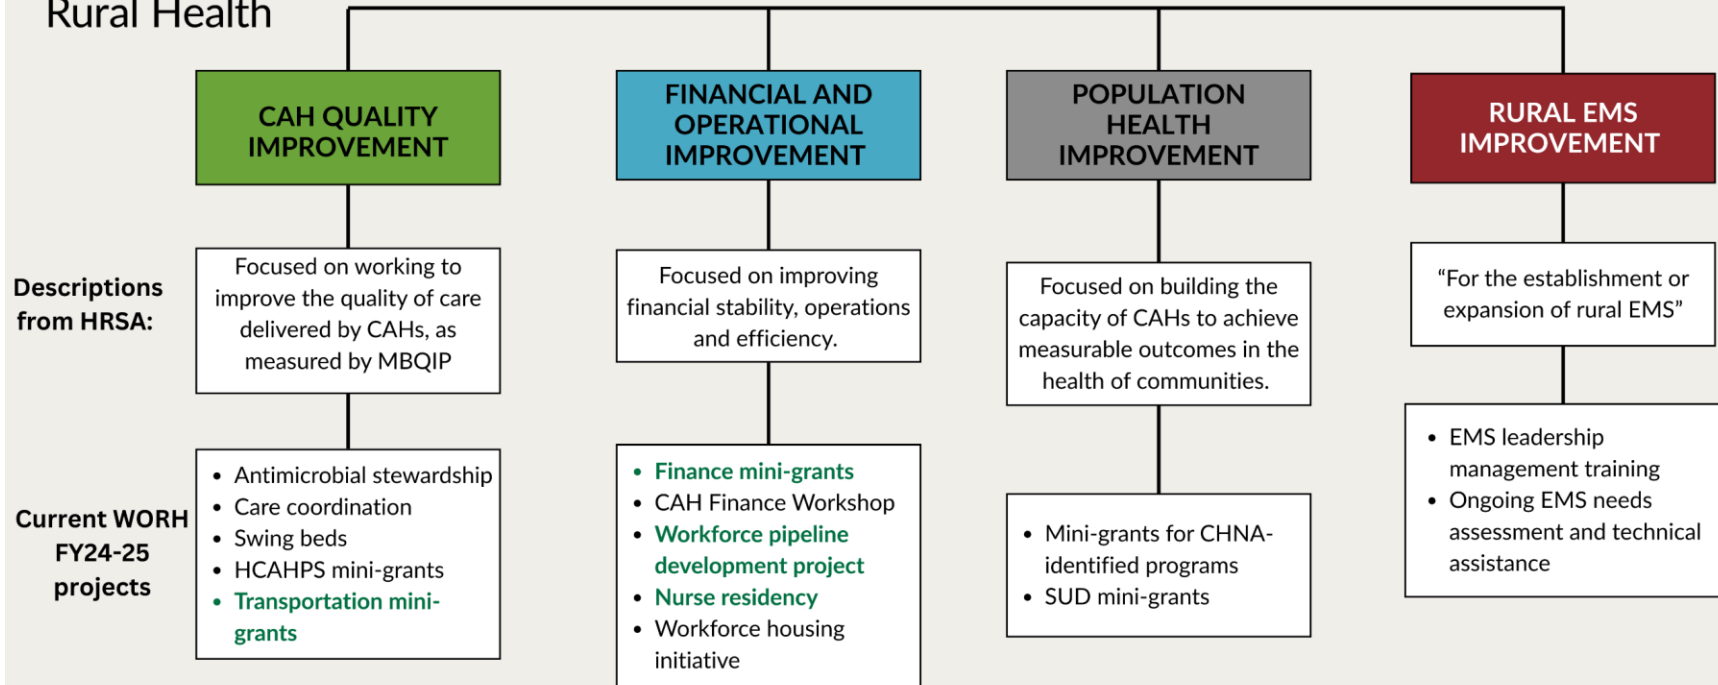 Rural Health
CAH QUALITY
IMPROVEMENT
FINANCIAL AND
OPERATIONAL
IMPROVEMENT
POPULATION
HEALTH
IMPROVEMENT
RURAL EMS
IMPROVEMENT
Descriptions
from HRSA:
Focused on working to
improve the quality of care
delivered by CAHs, as
measured by MBQIP
Focused on improving
financial stability, operations
and efficiency.
Focused on building the
capacity of CAHs to achieve
measurable outcomes in the
health of communities.
“For the establishment or
expansion of rural EMS”
Current WORH
FY24-25
projects
• Antimicrobial stewardship
• Care coordination
• Swing beds
• HCAHPS mini-grants
• Transportation mini-
grants
• Finance mini-grants
• CAH Finance Workshop
• Workforce pipeline
development project
• Nurse residency
• Workforce housing
initiative
• Mini-grants for CHNA-
identified programs
• SUD mini-grants
• EMS leadership
management training
• Ongoing EMS needs
assessment and technical
assistance